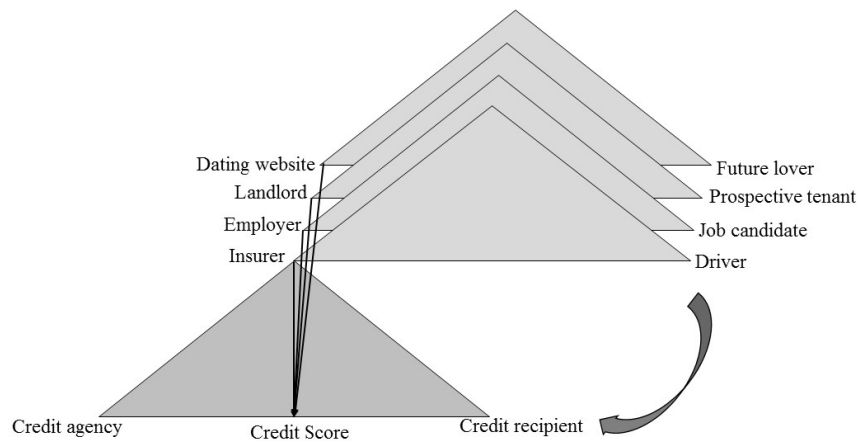 Dating website
Future lover
Landlord
Prospective tenant
Employer
Job candidate
Insurer
Driver
Credit agency
Credit Score
Credit recipient